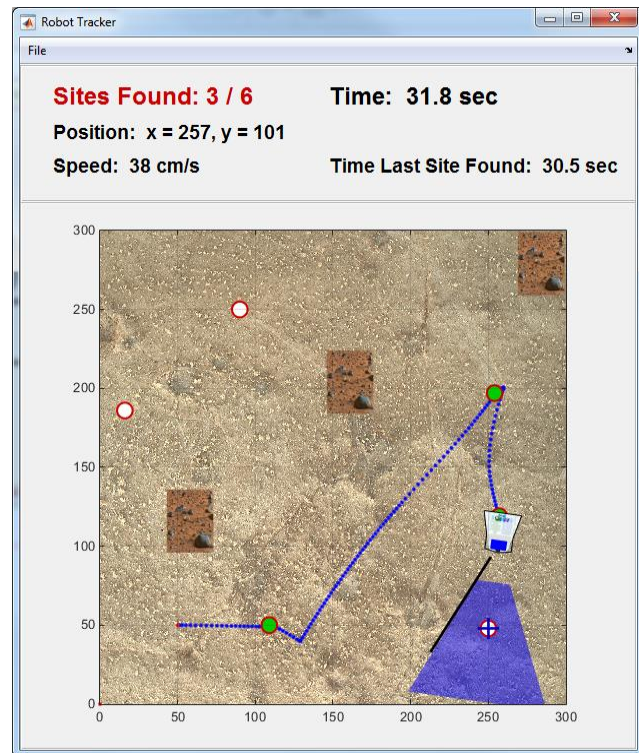 Robot Tracker
File
Sites Found: 3 / 6
Time: 31.8 sec
Position: x = 257, y = 101
Speed: 38 cm/s
Time Last Site Found: 30.5 sec
300
250
200
150
100
50
0
0
50
100
150
200
250
300